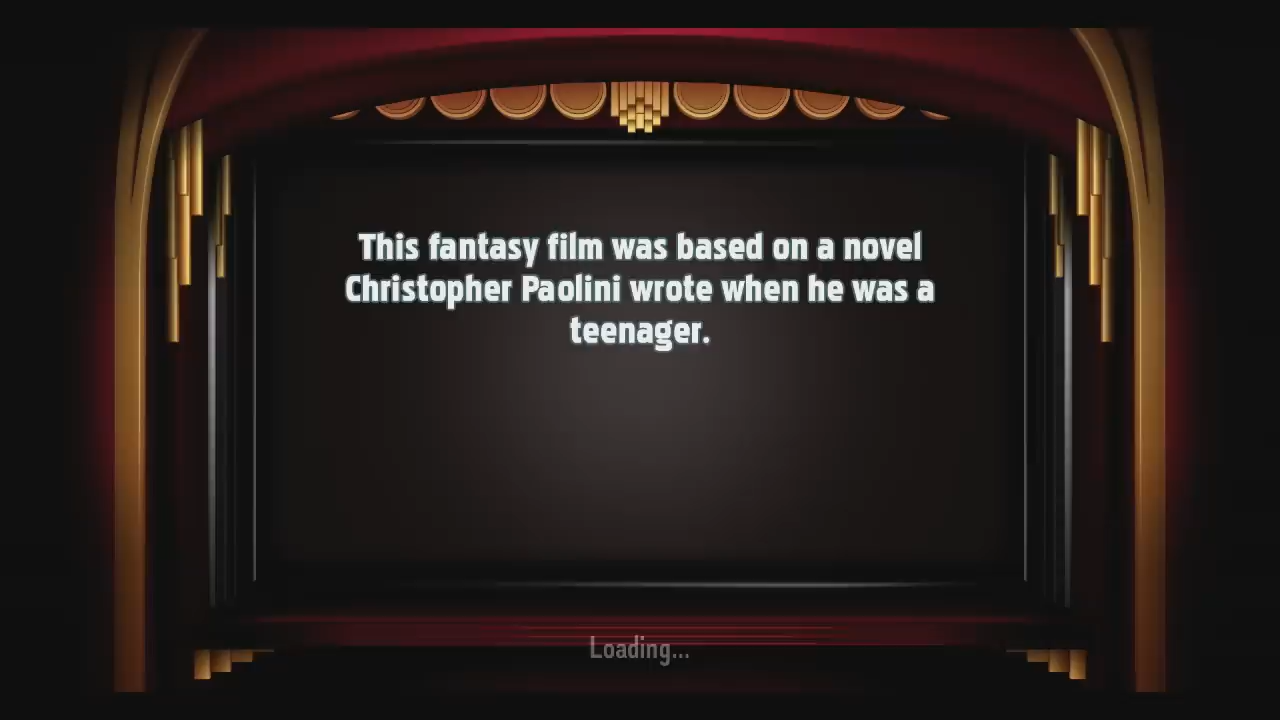 This fantasy film was based on a novel
Christopher Paolini wrote when he was a
teenager.
Loading...